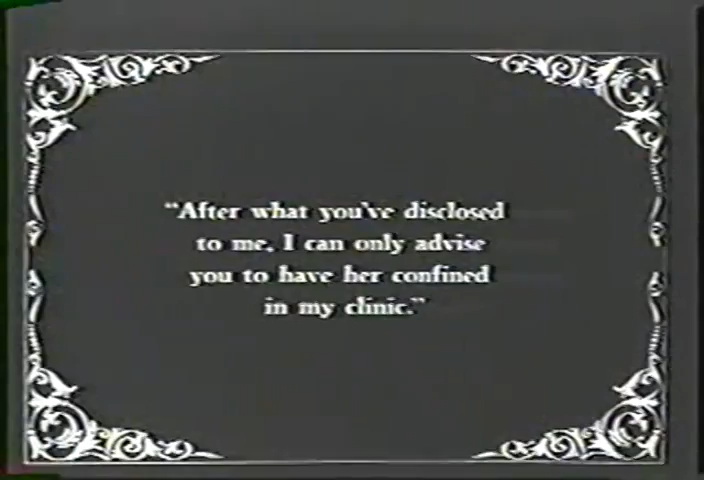 “After what you've disclosed
to me, I can only advise
you to have her confined
in my clinic.”